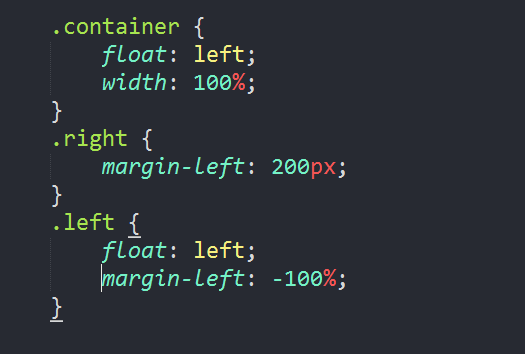 .container {
    float: left;
    width: 100%;
}
.right {
    margin-left: 200px;
}
.left {
    float: left;
    margin-left: -100%;
}